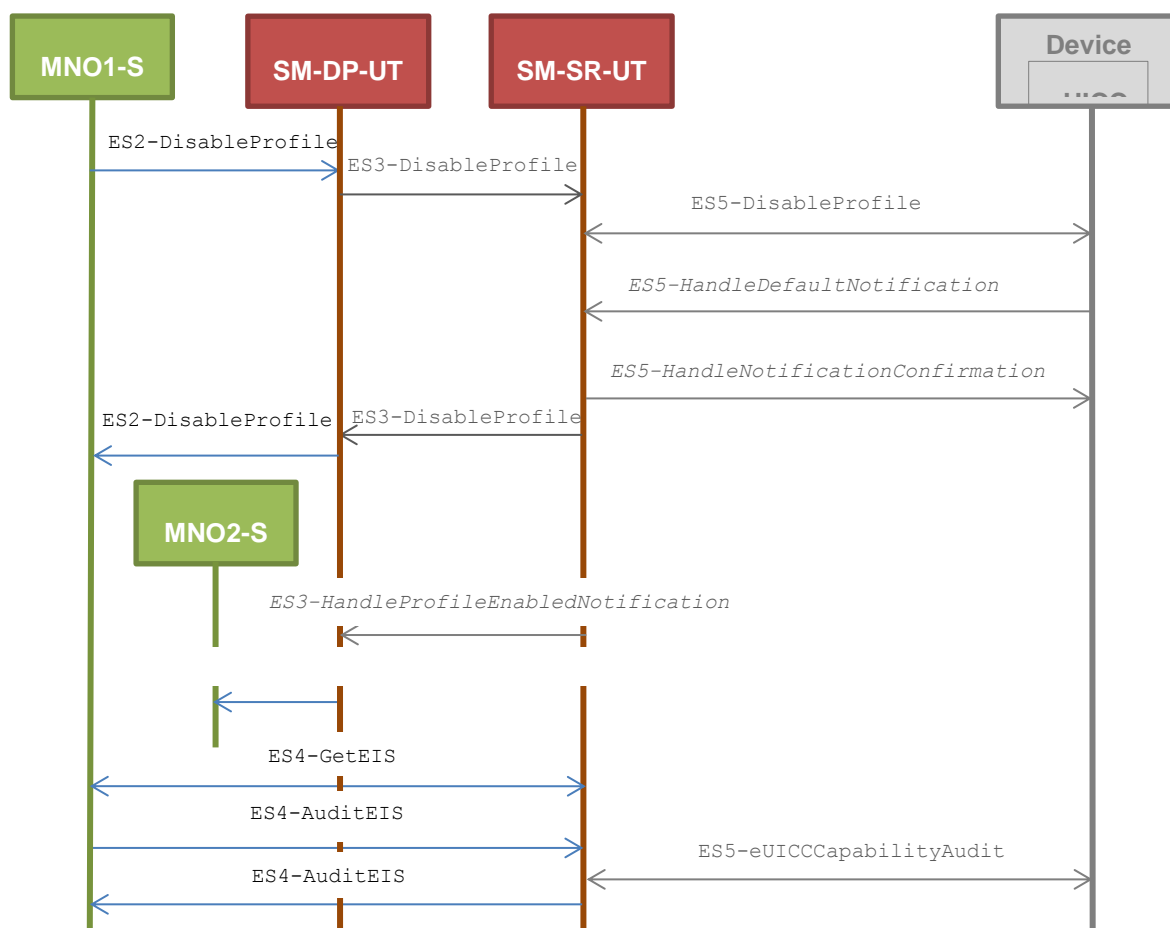 MNO1-S
SM-DP-UT
SM-SR-UT
Device
ES2-DisableProfile
ES3-DisableProfile
ES5-DisableProfile
ES5-HandleDefaultNotification
ES5-HandleNotificationConfirmation
ES2-DisableProfile
ES3-DisableProfile
MNO2-S
ES3-HandleProfileEnabledNotification
ES4-GetEIS
ES4-AuditEIS
ES5-eUICCCapabilityAudit
ES4-AuditEIS